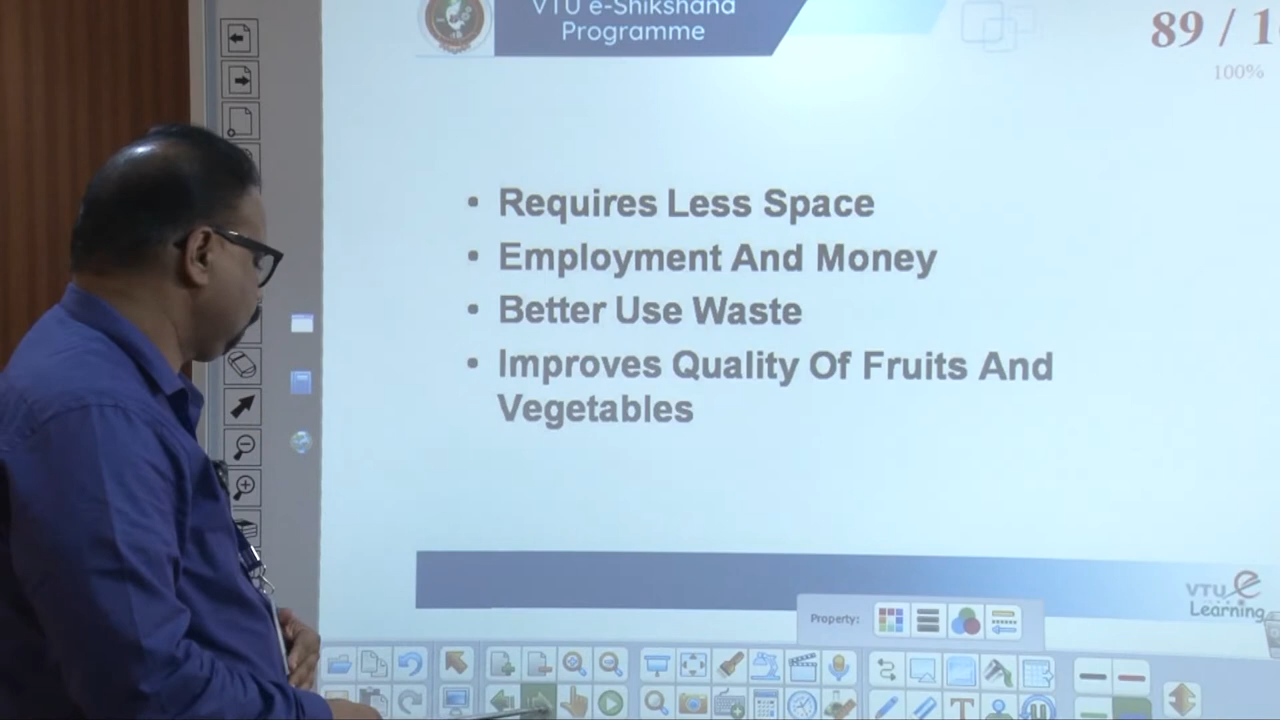 VTU e-Shikshana
Programme
89 /
100%
• Requires Less Space
• Employment And Money
• Better Use Waste
• Improves Quality Of Fruits And
Vegetables
VTU e
Learning
Property: